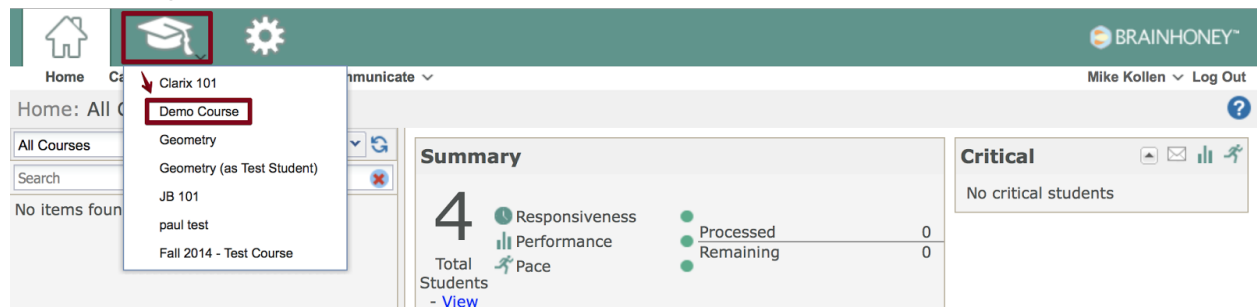 BRAINHONEY™
Home
Ca
mmunicate
Mike Kollen
Log Out
Clarix 101
Demo Course
Geometry
Geometry (as Test Student)
JB 101
paul test
Fall 2014 - Test Course
Home: All C
All Courses
Search
No items foun
Summary
4
Total
Students
- View
Responsiveness
Performance
Pace
Processed 0
Remaining 0
Critical
No critical students